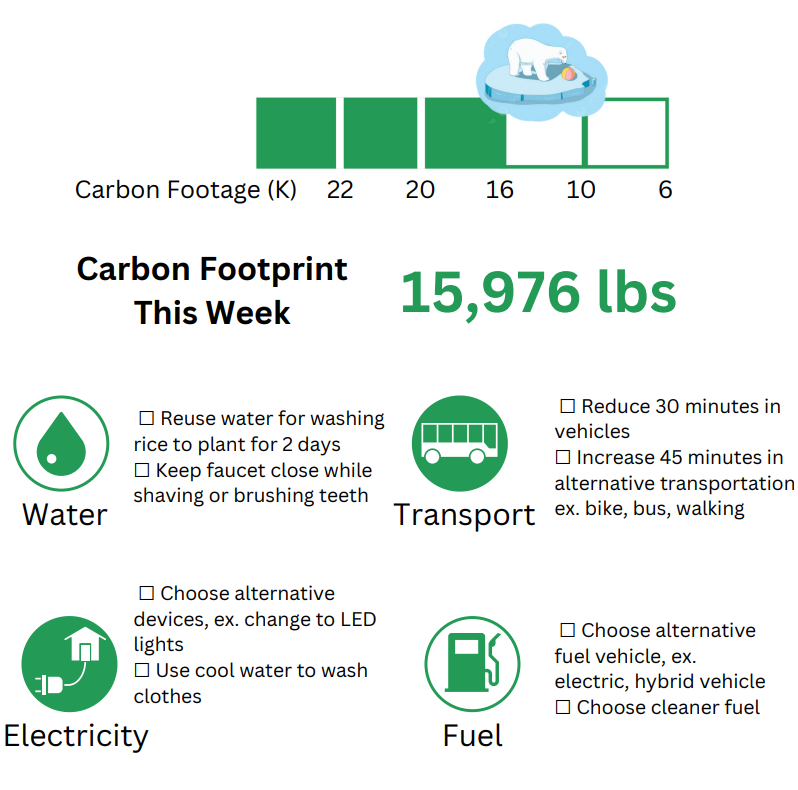 Carbon Footage (K) 22 20 16 10 6
Carbon Footprint
This Week
15,976 lbs
☐ Reuse water for washing
rice to plant for 2 days
☐ Keep faucet close while
shaving or brushing teeth
Water
☐ Reduce 30 minutes in
vehicles
☐ Increase 45 minutes in
alternative transportation
ex. bike, bus, walking
Transport
☐ Choose alternative
devices, ex. change to LED
lights
☐ Use cool water to wash
clothes
Electricity
☐ Choose alternative
fuel vehicle, ex.
electric, hybrid vehicle
☐ Choose cleaner fuel
Fuel